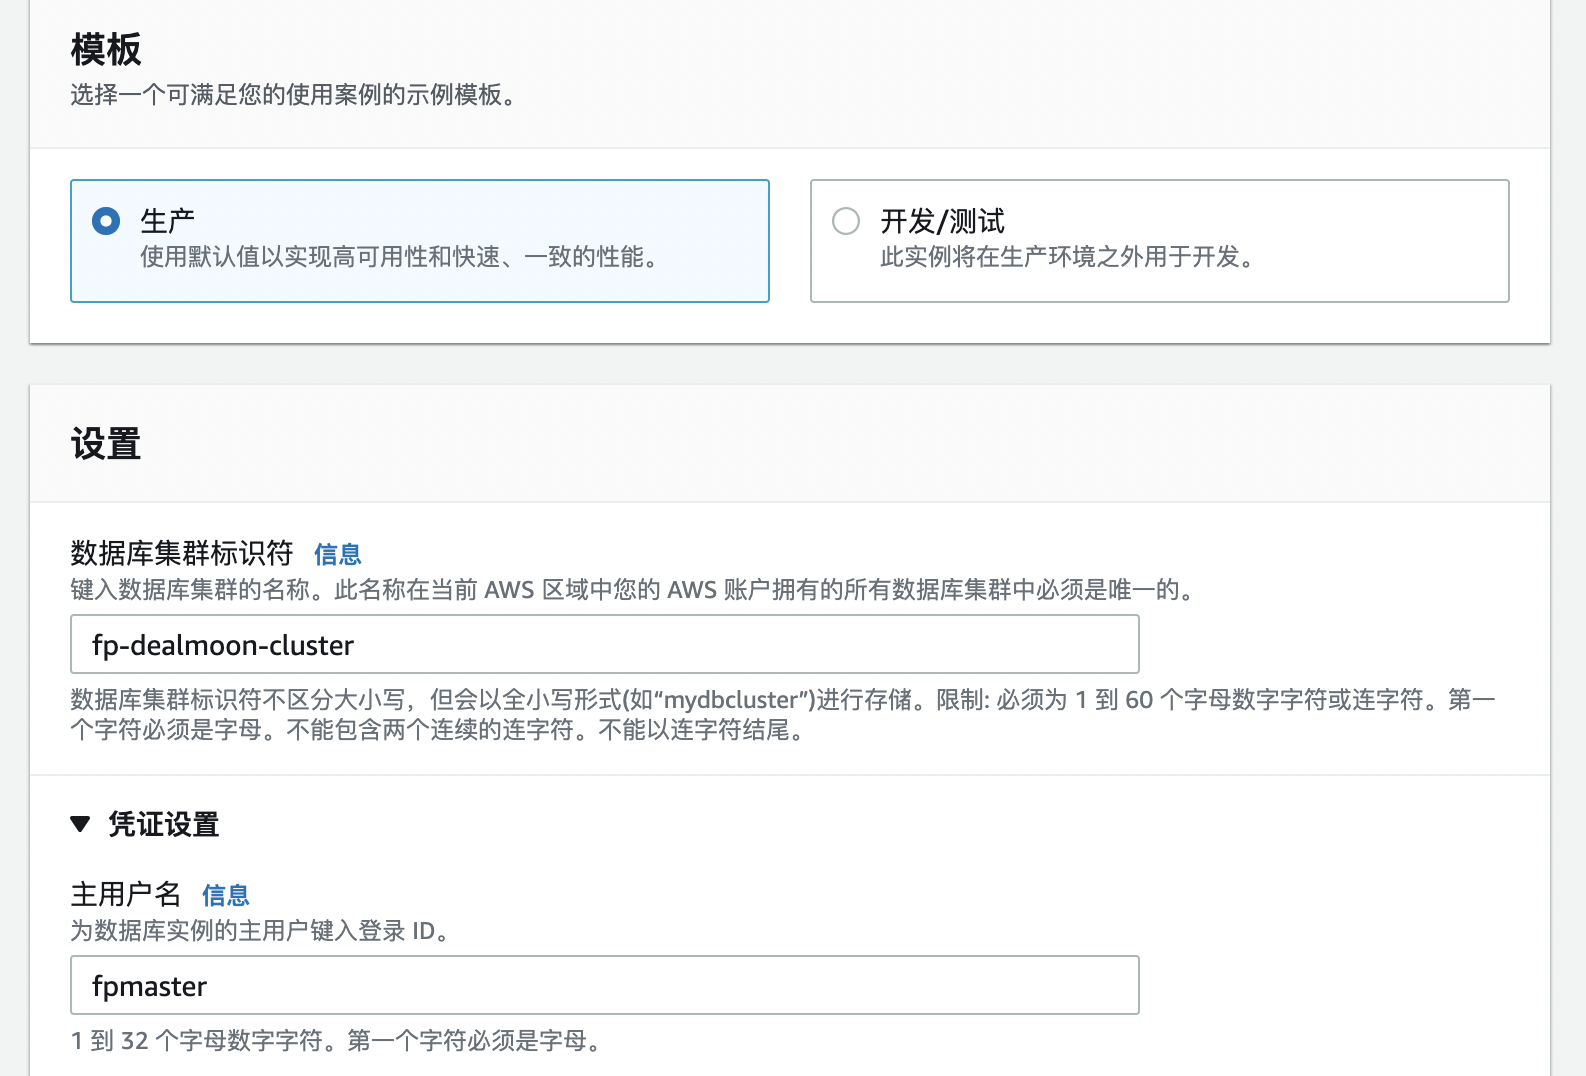 模板
选择一个可满足您的使用案例的示例模板。
生产
使用默认值以实现高可用性和快速、一致的性能。
开发/测试
此实例将在生产环境之外用于开发。
设置
数据库集群标识符 信息
键入数据库集群的名称。此名称在当前 AWS 区域中您的 AWS 账户拥有的所有数据库集群中必须是唯一的。
fp-dealmoon-cluster
数据库集群标识符不区分大小写，但会以全小写形式(如“mydbcluster”)进行存储。限制: 必须为 1 到 60 个字母数字字符或连字符。第一
个字符必须是字母。不能包含两个连续的连字符。不能以连字符结尾。
凭证设置
主用户名 信息
为数据库实例的主用户键入登录 ID。
fpmaster
1 到 32 个字母数字字符。第一个字符必须是字母。